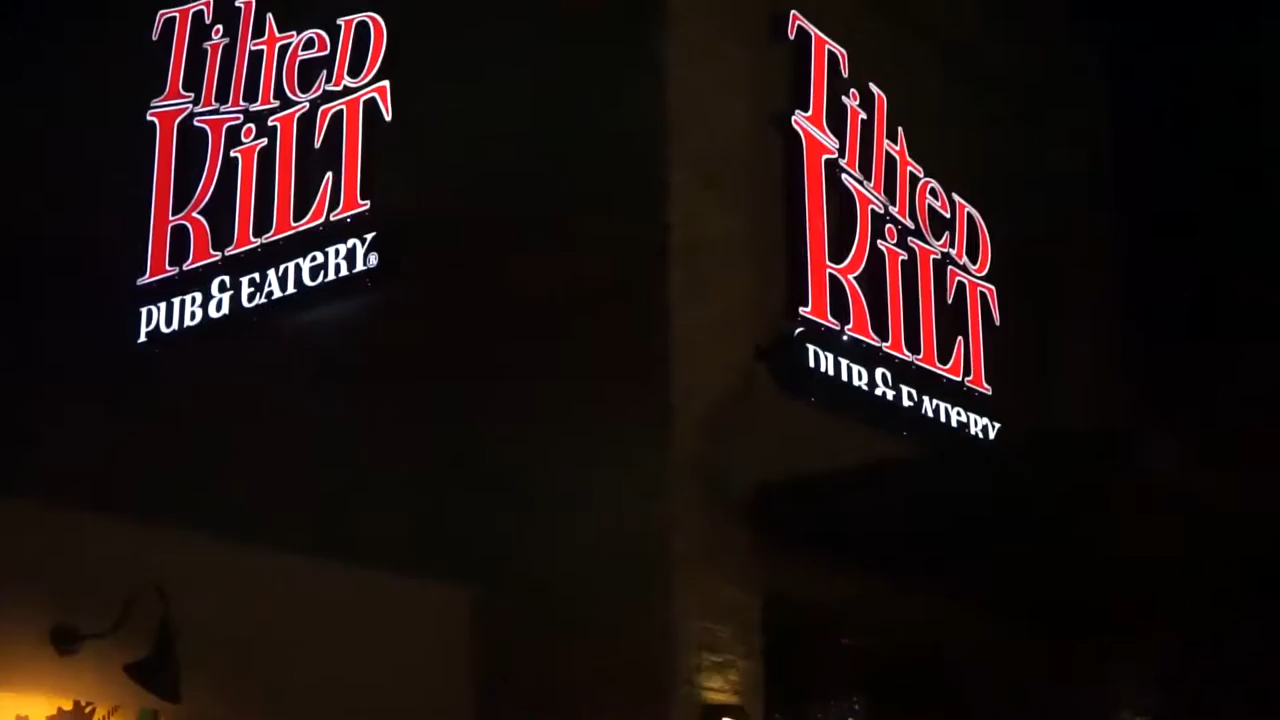 Tilted
KiLT
PUB & EATERY®
Tilted
KiLT
PUB & EATERY